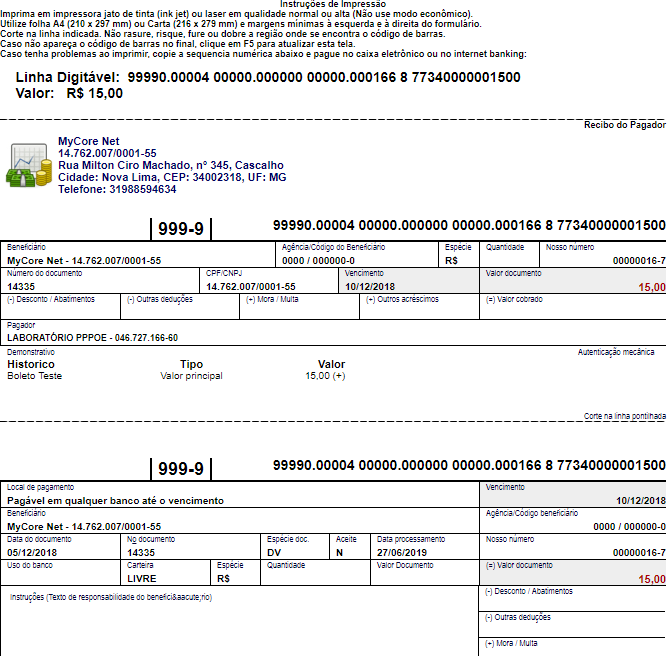 Instruções de Impressão
Imprima em impressora jato de tinta (ink jet) ou laser em qualidade normal ou alta (Não use modo econômico).
Utilize folha A4 (210 x 297 mm) ou Carta (216 x 279 mm) e margens mínimas à esquerda e à direita do formulário.
Corte na linha indicada. Não rasure, risque, fure ou dobre a região onde se encontra o código de barras.
Caso não apareça o código de barras no final, clique em F5 para atualizar esta tela.
Caso tenha problemas ao imprimir, copie a sequencia numérica abaixo e pague no caixa eletrônico ou no internet banking:
Linha Digitável: 99990.00004 00000.000000 00000.000166 8 77340000001500
Valor: R$ 15,00
Recibo do Pagador
MyCore Net
14.762.007/0001-55
Rua Milton Ciro Machado, nº 345, Cascalho
Cidade: Nova Lima, CEP: 34002318, UF: MG
Telefone: 31988594634
999-9 99990.00004 00000.000000 00000.000166 8 77340000001500
Beneficiário Agência/Código do Beneficiário Espécie Quantidade Nosso número
MyCore Net - 14.762.007/0001-55 0000 / 000000-0 R$ 00000016-7
Número do documento CPF/CNPJ Vencimento Valor documento
14335 14.762.007/0001-55 10/12/2018 15,00
(-) Desconto / Abatimentos (-) Outras deduções (+) Mora / Multa (+) Outros acréscimos (=) Valor cobrado
Pagador
LABORATÓRIO PPPOE - 046.727.166-60
Demonstrativo Autenticação mecânica
Historico Tipo Valor
Boleto Teste Valor principal 15,00 (+)
Corte na linha pontilhada
999-9 99990.00004 00000.000000 00000.000166 8 77340000001500
Local de pagamento Vencimento
Pagável em qualquer banco até o vencimento 10/12/2018
Beneficiário Agência/Código beneficiário
MyCore Net - 14.762.007/0001-55 0000 / 000000-0
Data do documento No documento Espécie doc. Aceite Data processamento Nosso número
05/12/2018 14335 DV N 27/06/2019 00000016-7
Uso do banco Carteira Espécie Quantidade Valor Documento (=) Valor documento
LIVRE R$ 15,00
Instruções (Texto de responsabilidade do benefici&aacute;rio) (-) Desconto / Abatimentos
(-) Outras deduções
(+) Mora / Multa